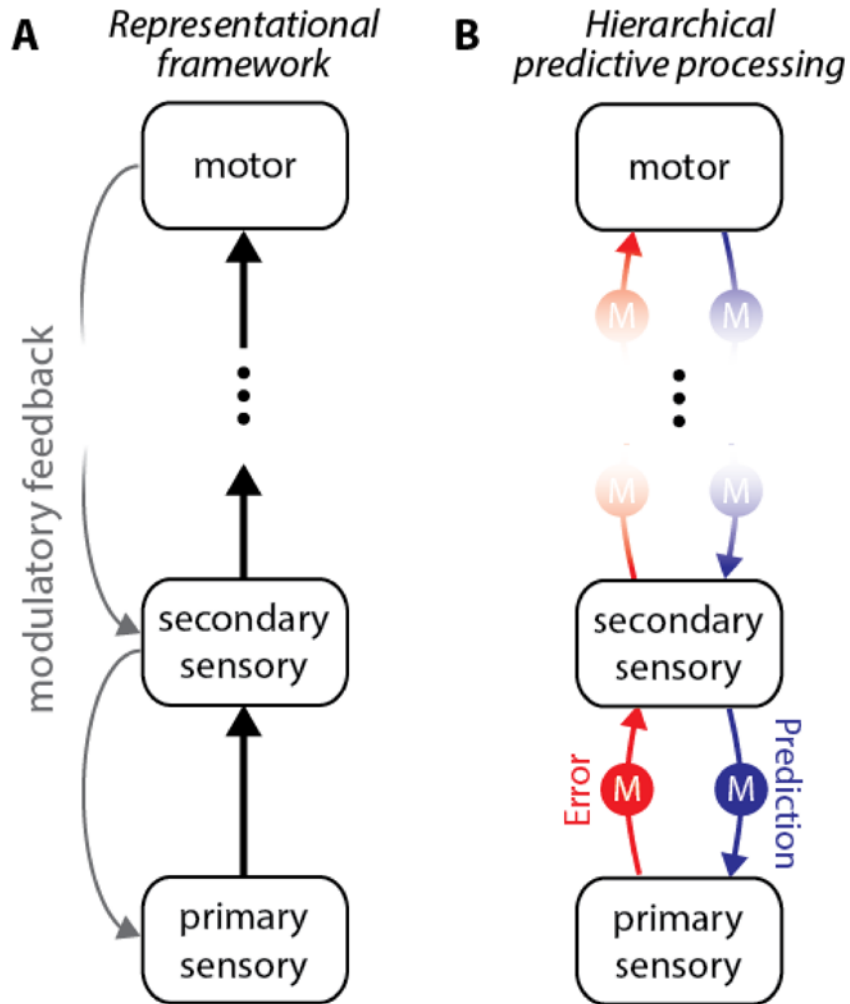 A
Representational
framework
motor
modulatory feedback
secondary
sensory
primary
sensory
B
Hierarchical
predictive processing
motor
M
M
M
M
secondary
sensory
Error
M
M
Prediction
primary
sensory